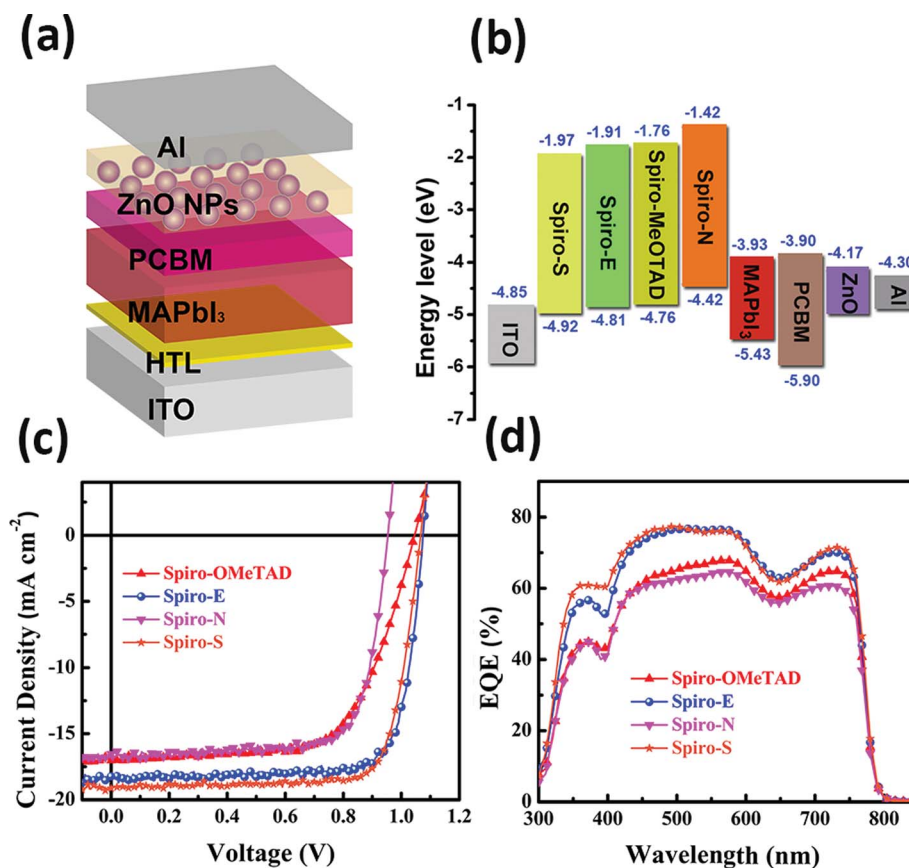 (a)
Al
ZnO NPs
PCBM
MAPbI₃
HTL
ITO
(b)
Energy level (eV)
-1
-2
-3
-4
-5
-6
-7
-4.85
ITO
-1.97
Spiro-S
-4.92
-1.91
Spiro-E
-4.81
-1.76
Spiro-MeOTAD
-4.76
-1.42
Spiro-N
-4.42
-3.93
MAPbI₃
-5.43
-3.90
PCBM
-5.90
-4.17
ZnO
-4.30
Al
(c)
Current Density (mA cm⁻²)
0
-5
-10
-15
-20
Spiro-OMeTAD
Spiro-E
Spiro-N
Spiro-S
0.0 0.2 0.4 0.6 0.8 1.0 1.2
Voltage (V)
(d)
EQE (%)
80
60
40
20
0
Spiro-OMeTAD
Spiro-E
Spiro-N
Spiro-S
300 400 500 600 700 800
Wavelength (nm)